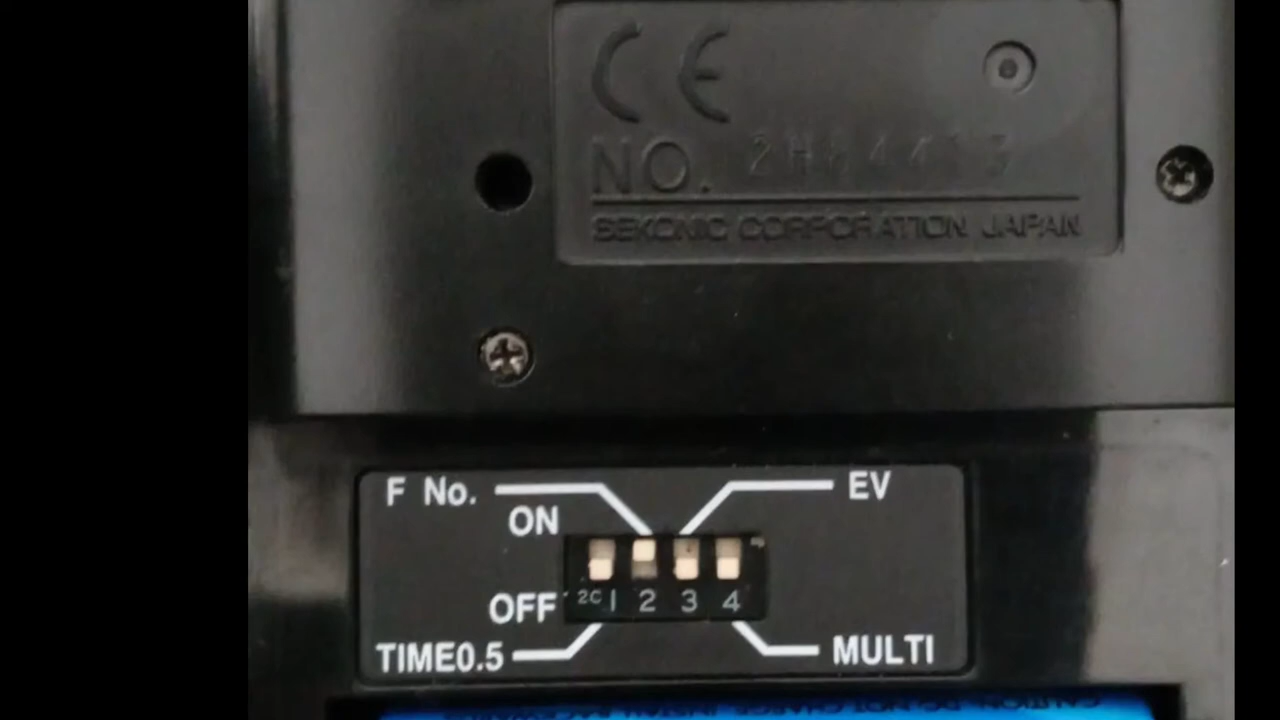 CE
NO.
SEKONIC CORPORATION JAPAN
F No.
EV
ON
OFF
2C 1 2 3 4
TIME0.5
MULTI